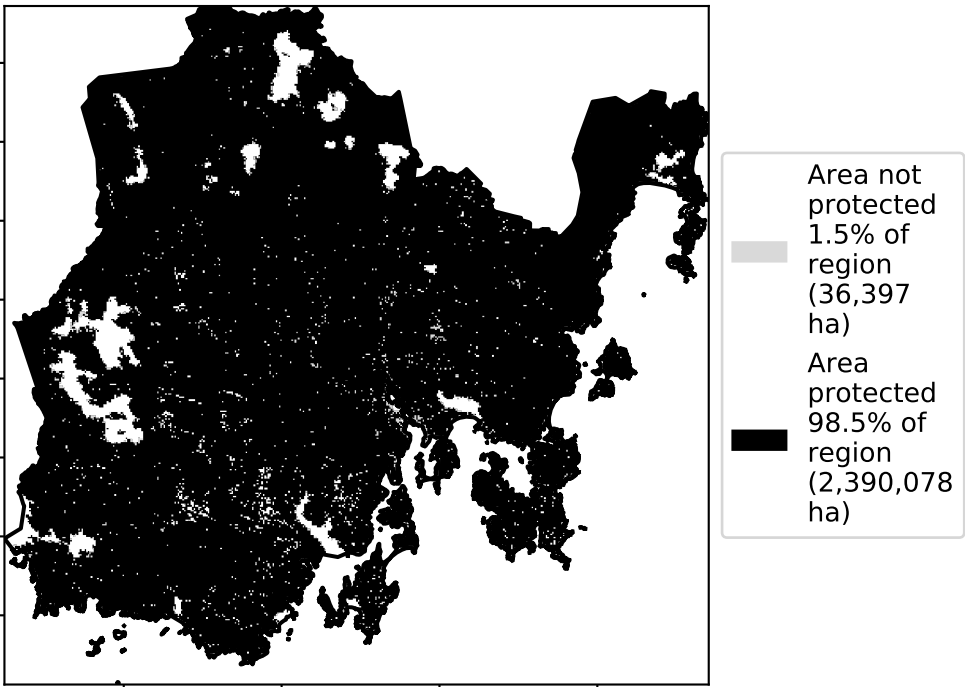 Area not
protected
1.5% of
region
(36,397
ha)
Area
protected
98.5% of
region
(2,390,078
ha)